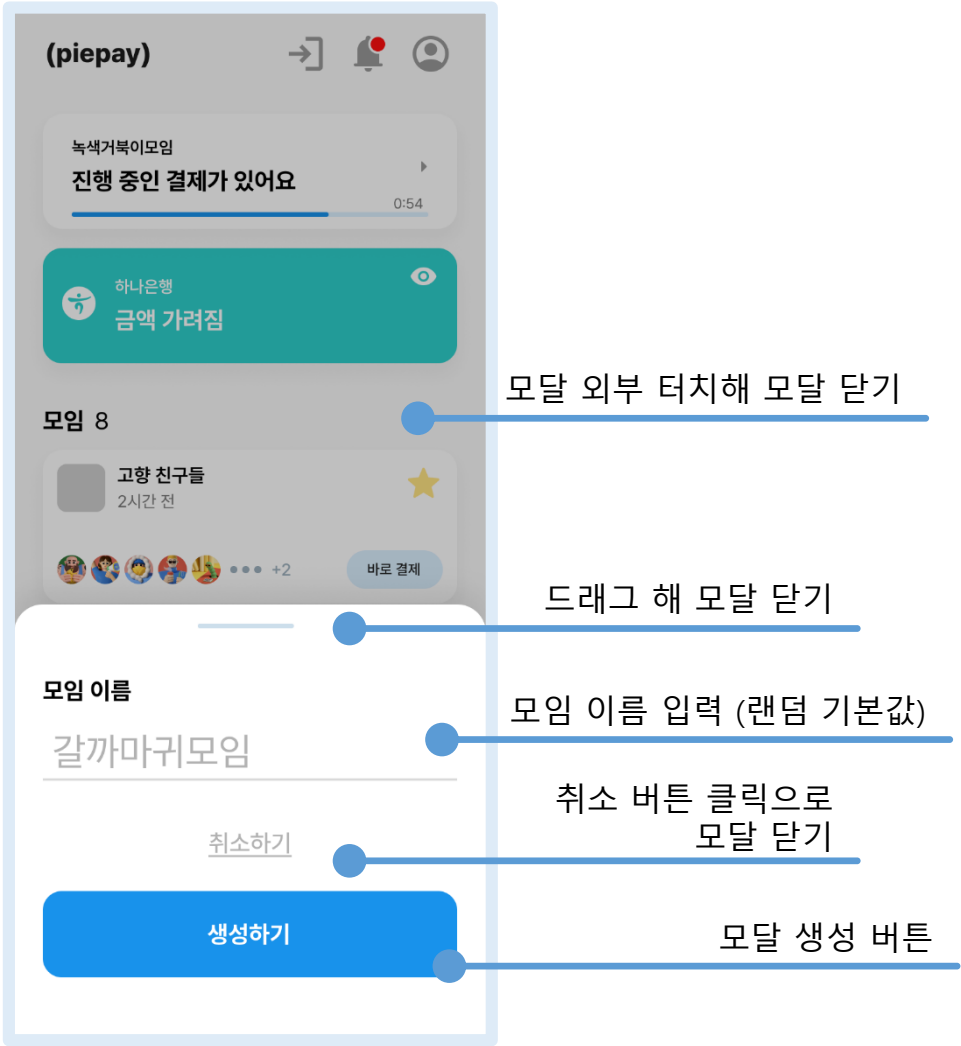 (piepay)
녹색거북이모임
진행 중인 결제가 있어요
0:54
하나은행
금액 가려짐
모달 외부 터치해 모달 닫기
모임 8
고향 친구들
2시간 전
+2
바로 결제
드래그 해 모달 닫기
모임 이름
모임 이름 입력 (랜덤 기본값)
갈까마귀모임
취소 버튼 클릭으로
모달 닫기
취소하기
생성하기
모달 생성 버튼